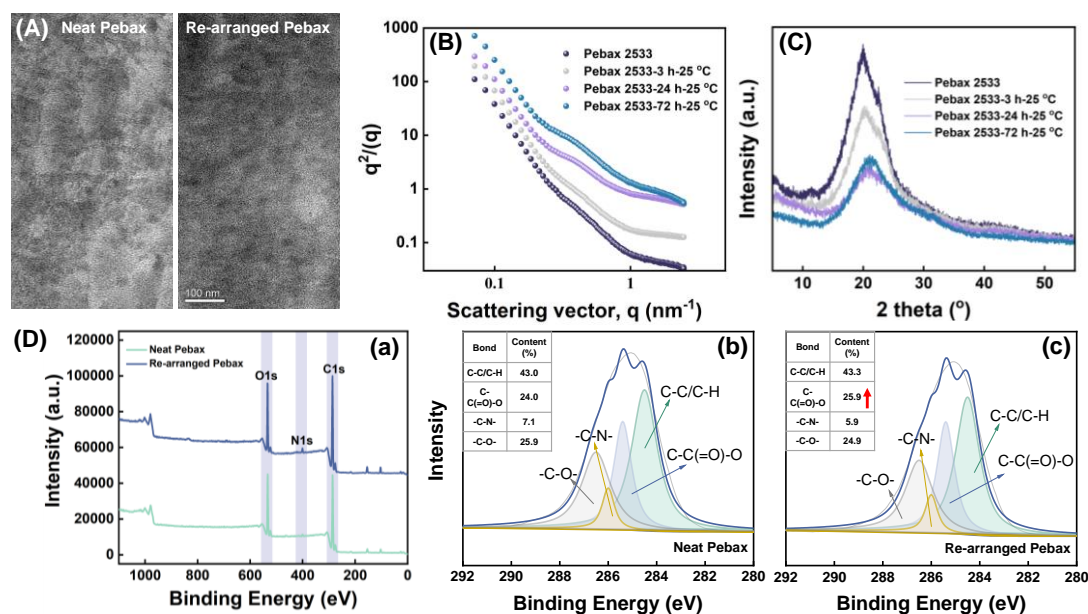 (A)
Neat Pebax
Re-arranged Pebax
100 nm
(B)
Pebax 2533
Pebax 2533-3 h-25 °C
Pebax 2533-24 h-25 °C
Pebax 2533-72 h-25 °C
1000
100
10
1
0.1
q²/(q)
0.1
1
Scattering vector, q (nm⁻¹)
(C)
Pebax 2533
Pebax 2533-3 h-25 °C
Pebax 2533-24 h-25 °C
Pebax 2533-72 h-25 °C
Intensity (a.u.)
10 20 30 40 50
2 theta (°)
(D)
(a)
Neat Pebax
Re-arranged Pebax
O1s
N1s
C1s
100000
80000
60000
40000
20000
0
Intensity (a.u.)
1000 800 600 400 200 0
Binding Energy (eV)
(b)
Bond Content (%)
C-C/C-H 43.0
C-C(=O)-O 24.0
-C-N- 7.1
-C-O- 25.9
C-C/C-H
-C-N-
-C-O-
C-C(=O)-O
Intensity
Neat Pebax
292 290 288 286 284 282 280
Binding Energy (eV)
(c)
Bond Content (%)
C-C/C-H 43.3
C-C(=O)-O 25.9
-C-N- 5.9
-C-O- 24.9
C-C/C-H
-C-N-
-C-O-
C-C(=O)-O
Re-arranged Pebax
292 290 288 286 284 282 280
Binding Energy (eV)